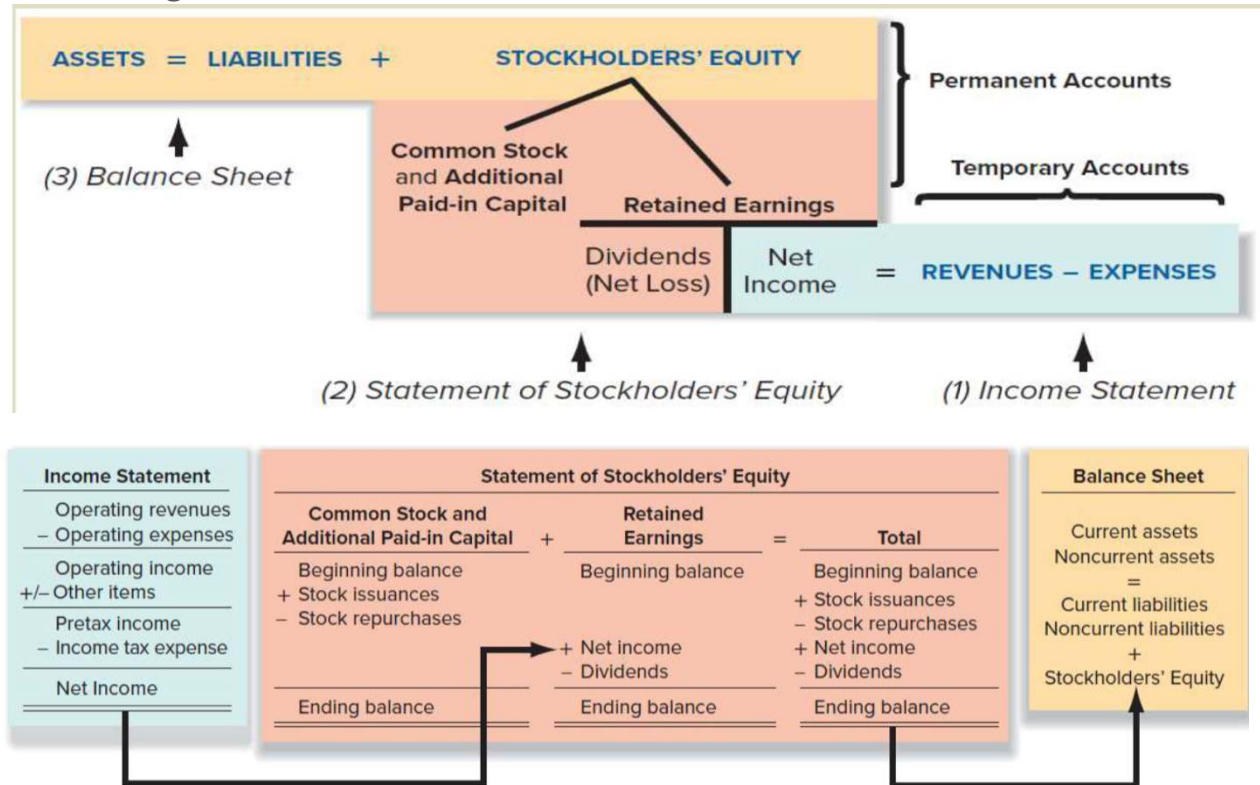 ASSETS = LIABILITIES + STOCKHOLDERS' EQUITY
Permanent Accounts
(3) Balance Sheet
Common Stock
and Additional
Paid-in Capital
Retained Earnings
Temporary Accounts
Dividends
(Net Loss)
Net
Income
= REVENUES – EXPENSES
(2) Statement of Stockholders' Equity
(1) Income Statement
Income Statement
Operating revenues
– Operating expenses
Operating income
+/– Other items
Pretax income
– Income tax expense
Net Income
Statement of Stockholders' Equity
Common Stock and
Additional Paid-in Capital
Beginning balance
+ Stock issuances
– Stock repurchases
Ending balance
+
Retained
Earnings
Beginning balance
+ Net income
– Dividends
Ending balance
=
Total
Beginning balance
+ Stock issuances
– Stock repurchases
+ Net income
– Dividends
Ending balance
Balance Sheet
Current assets
Noncurrent assets
=
Current liabilities
Noncurrent liabilities
+
Stockholders' Equity